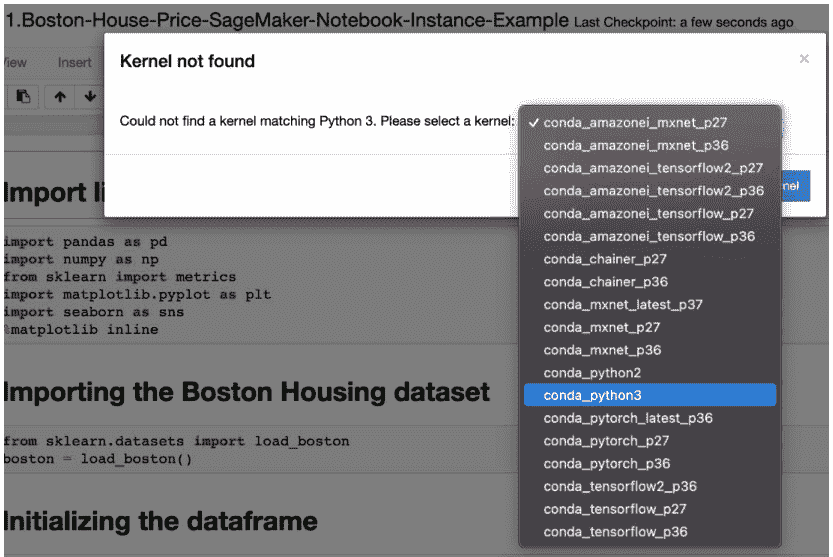 1.Boston-House-Price-SageMaker-Notebook-Instance-Example Last Checkpoint: a few seconds ago
View Insert
Kernel not found ×
Could not find a kernel matching Python 3. Please select a kernel:
✓ conda_amazonei_mxnet_p27
conda_amazonei_mxnet_p36
conda_amazonei_tensorflow2_p27
conda_amazonei_tensorflow2_p36
conda_amazonei_tensorflow_p27
conda_amazonei_tensorflow_p36
conda_chainer_p27
conda_chainer_p36
conda_mxnet_latest_p37
conda_mxnet_p27
conda_mxnet_p36
conda_python2
conda_python3
conda_pytorch_latest_p36
conda_pytorch_p27
conda_pytorch_p36
conda_tensorflow2_p36
conda_tensorflow_p27
conda_tensorflow_p36
nel
Import li
import pandas as pd
import numpy as np
from sklearn import metrics
import matplotlib.pyplot as plt
import seaborn as sns
%matplotlib inline
Importing the Boston Housing dataset
from sklearn.datasets import load_boston
boston = load_boston()
Initializing the dataframe